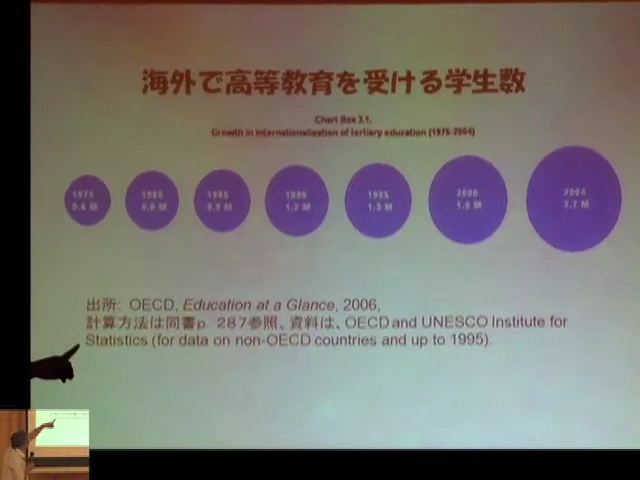 海外で高等教育を受ける学生数
Chart Box 3.1.
Growth in internationalisation of tertiary education (1975-2004)
1975 1980 1985 1990 1995 2000 2004
0.6 M 0.8 M 0.9 M 1.2 M 1.3 M 1.9 M 2.7 M
出所: OECD, Education at a Glance, 2006,
計算方法は同書p. 287参照、資料は、OECD and UNESCO Institute for
Statistics (for data on non-OECD countries and up to 1995).